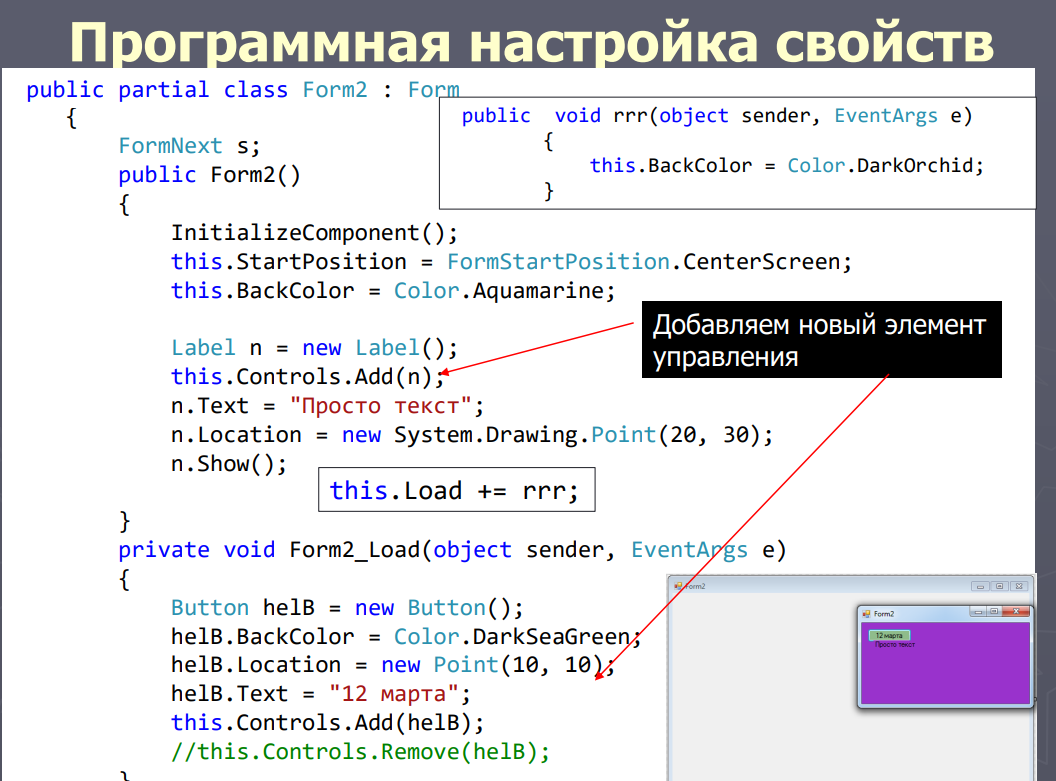 Программная настройка свойств
public partial class Form2 : Form
{
FormNext s;
public Form2()
{
InitializeComponent();
this.StartPosition = FormStartPosition.CenterScreen;
this.BackColor = Color.Aquamarine;
Label n = new Label();
this.Controls.Add(n);
n.Text = "Просто текст";
n.Location = new System.Drawing.Point(20, 30);
n.Show();
this.Load += rrr;
}
private void Form2_Load(object sender, EventArgs e)
{
Button helB = new Button();
helB.BackColor = Color.DarkSeaGreen;
helB.Location = new Point(10, 10);
helB.Text = "12 марта";
this.Controls.Add(helB);
//this.Controls.Remove(helB);
}
public void rrr(object sender, EventArgs e)
{
this.BackColor = Color.DarkOrchid;
}
Добавляем новый элемент
управления
Form2
Form2
12 марта
Просто текст